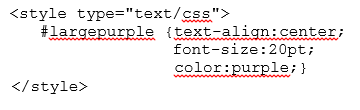 <style type="text/css">
#largepurple {text-align:center;
font-size:20pt;
color:purple;}
</style>